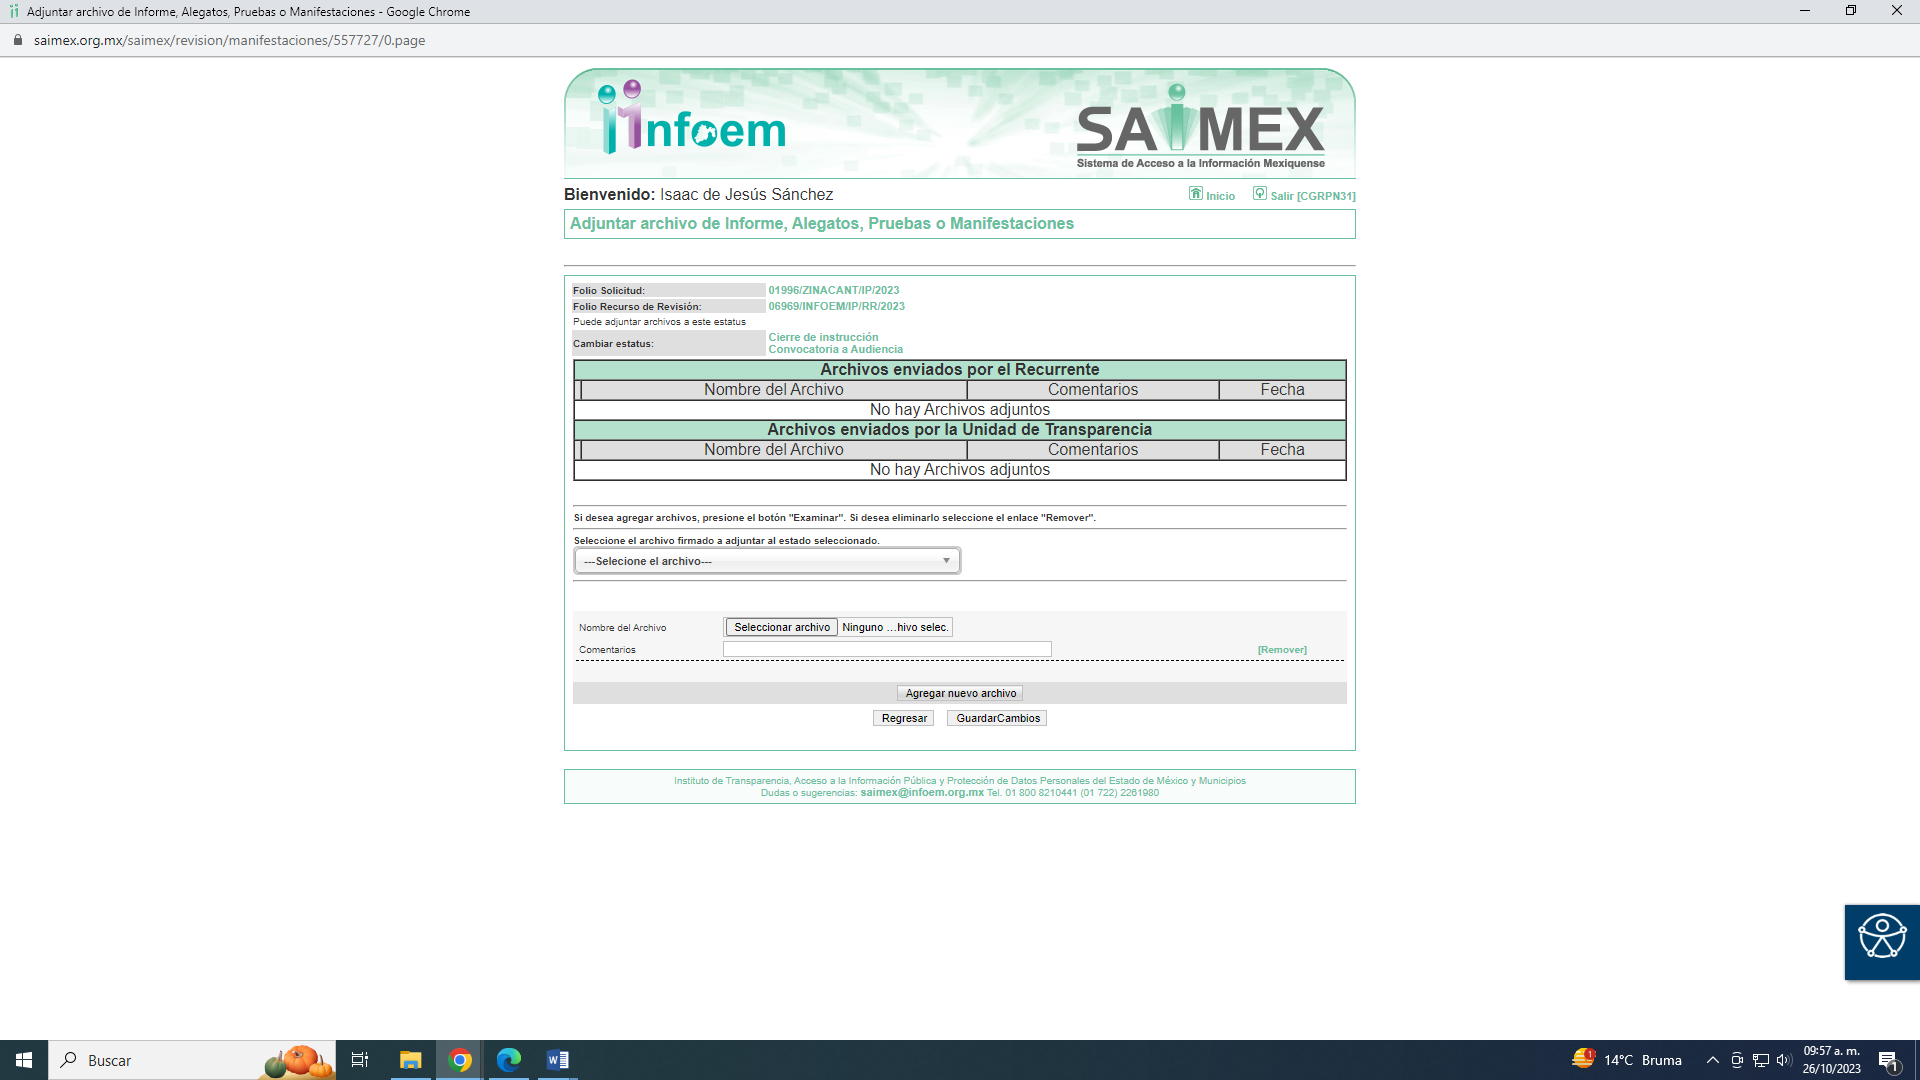 Adjuntar archivo de Informe, Alegatos, Pruebas o Manifestaciones - Google Chrome
saimex.org.mx/saimex/revision/manifestaciones/557727/0.page
infoem
SAIMEX
Sistema de Acceso a la Información Mexiquense
Bienvenido: Isaac de Jesús Sánchez
Inicio Salir [CGRPN31]
Adjuntar archivo de Informe, Alegatos, Pruebas o Manifestaciones
Folio Solicitud: 01996/ZINACANT/IP/2023
Folio Recurso de Revisión: 06969/INFOEM/IP/RR/2023
Puede adjuntar archivos a este estatus
Cambiar estatus: Cierre de instrucción
Convocatoria a Audiencia
Archivos enviados por el Recurrente
Nombre del Archivo Comentarios Fecha
No hay Archivos adjuntos
Archivos enviados por la Unidad de Transparencia
Nombre del Archivo Comentarios Fecha
No hay Archivos adjuntos
Si desea agregar archivos, presione el botón "Examinar". Si desea eliminarlo seleccione el enlace "Remover".
Seleccione el archivo firmado a adjuntar al estado seleccionado.
---Selecione el archivo---
Nombre del Archivo Seleccionar archivo Ninguno ...hivo selec.
Comentarios [Remover]
Agregar nuevo archivo
Regresar GuardarCambios
Instituto de Transparencia, Acceso a la Información Pública y Protección de Datos Personales del Estado de México y Municipios
Dudas o sugerencias: saimex@infoem.org.mx Tel. 01 800 8210441 (01 722) 2261980
Buscar
1
14°C Bruma
09:57 a. m.
26/10/2023
1